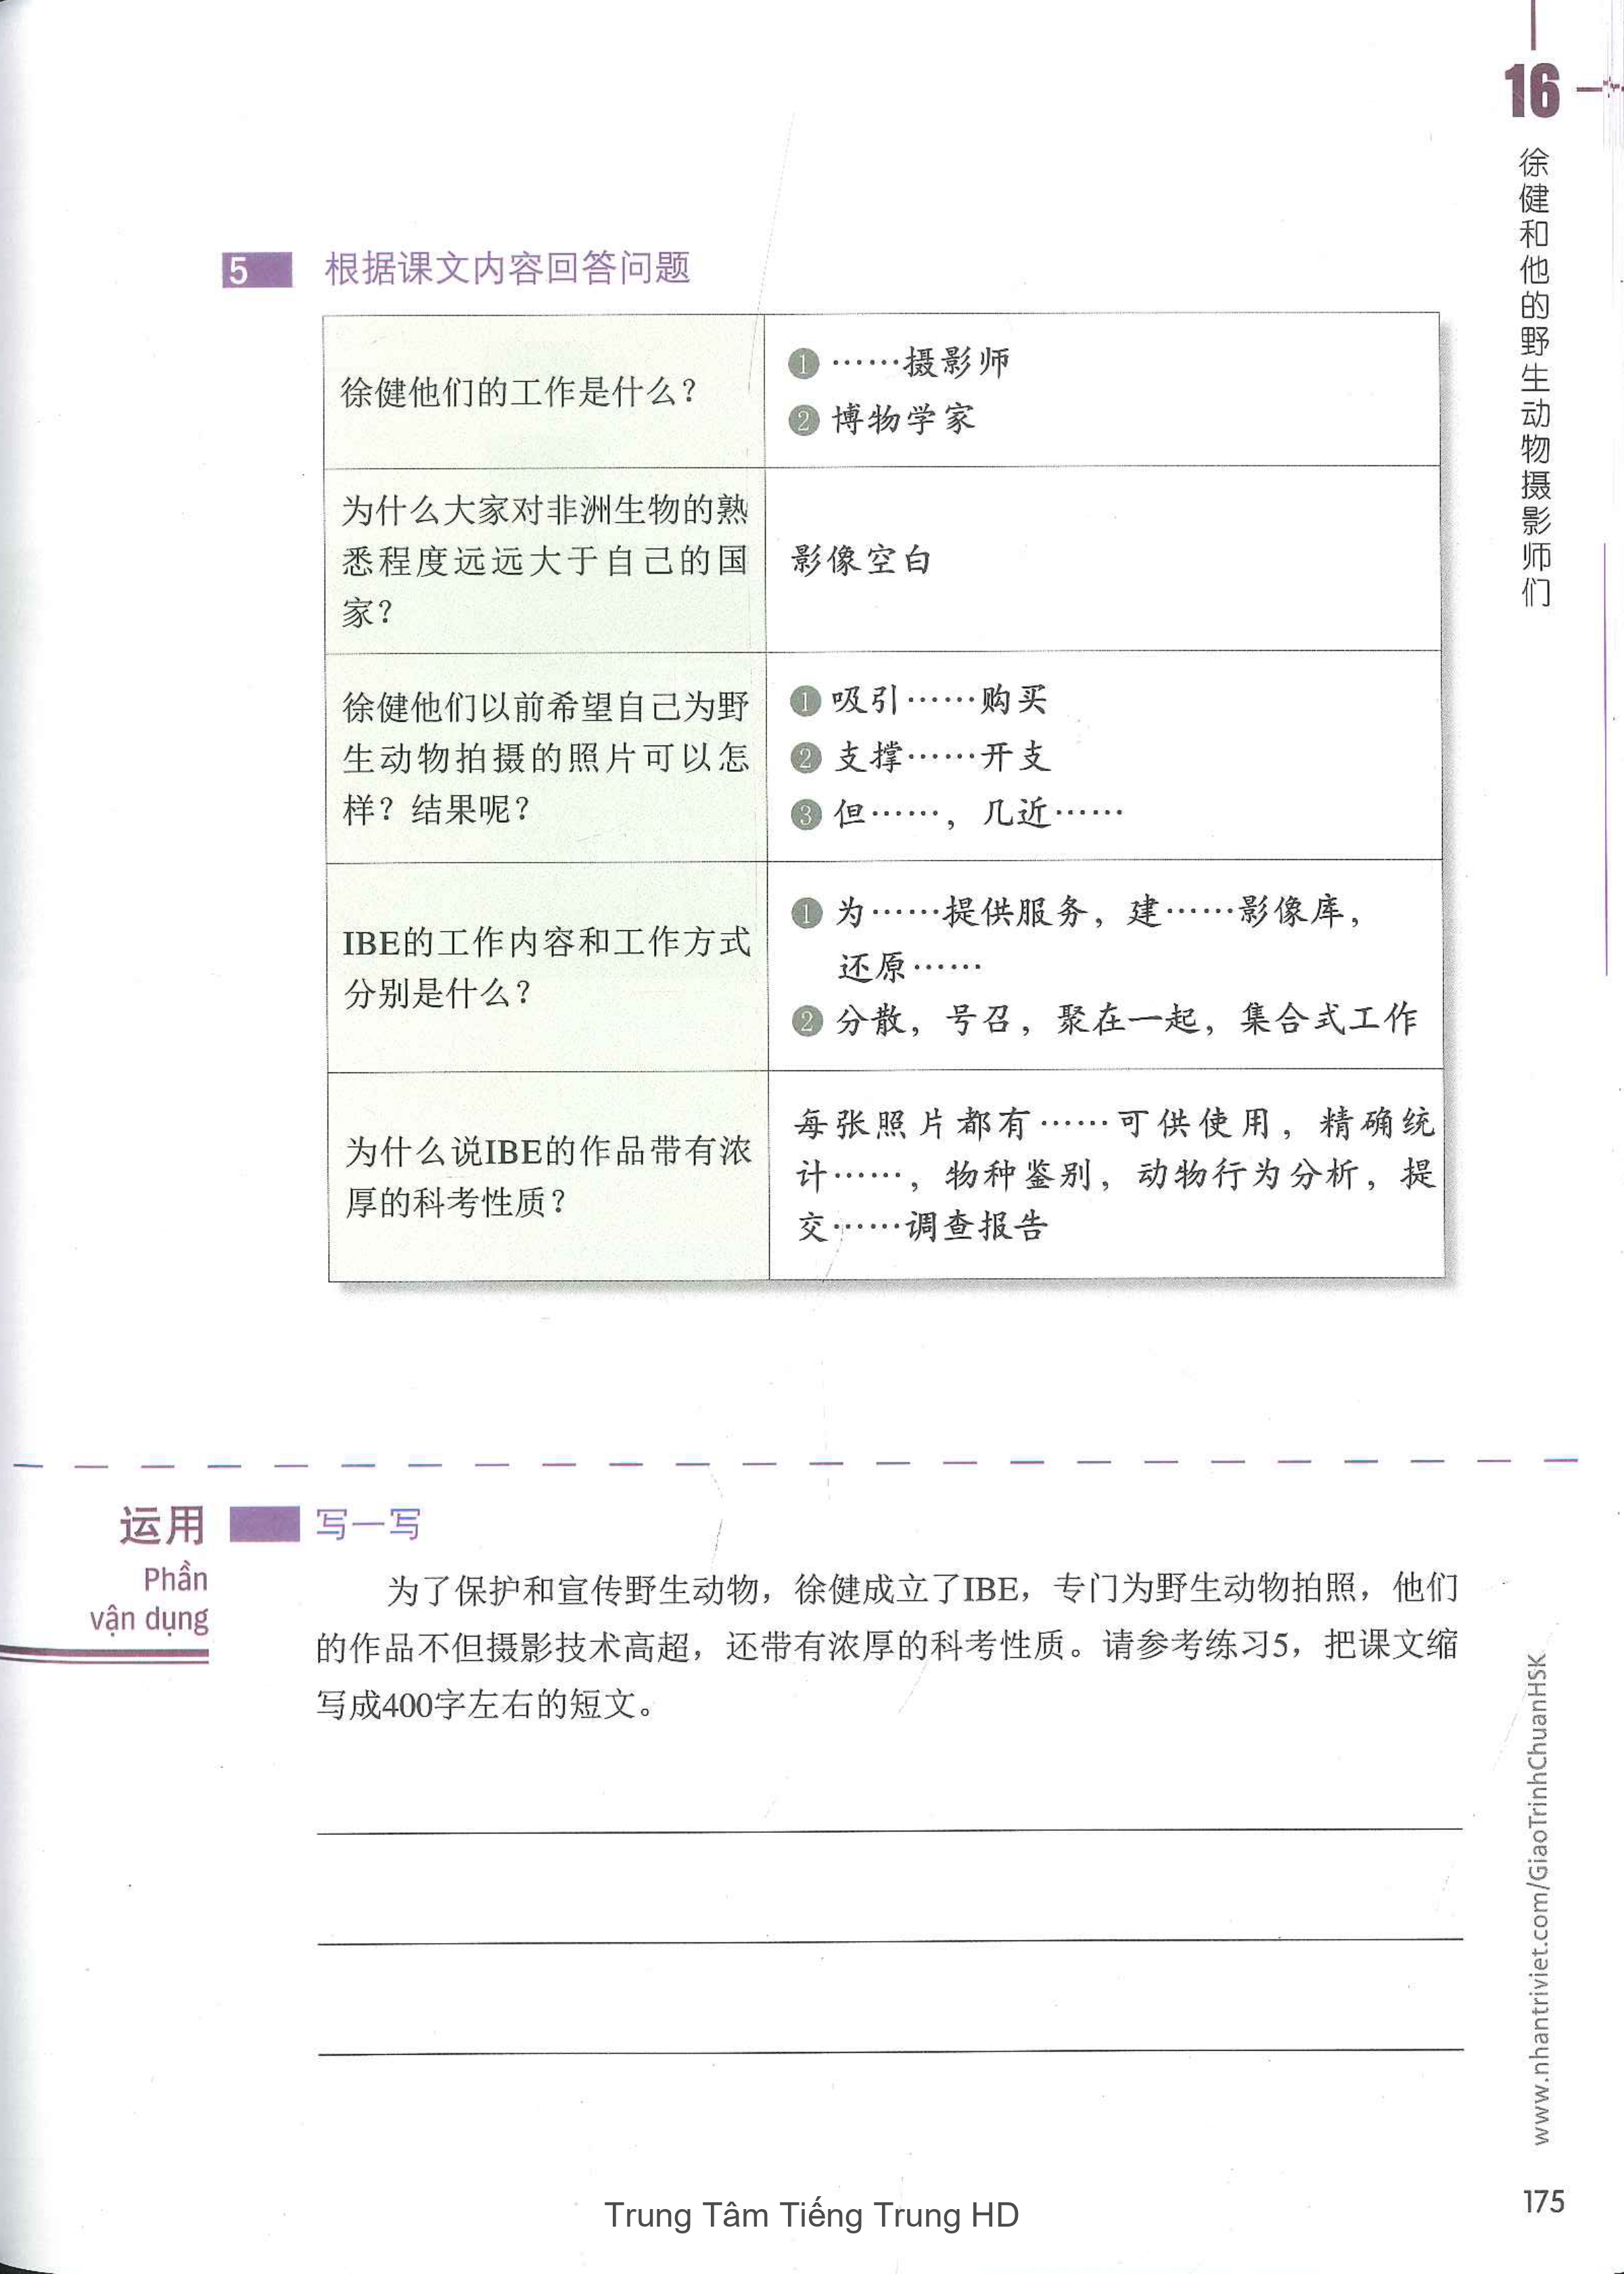 16
徐健和他的野生动物摄影师们
5 根据课文内容回答问题
徐健他们的工作是什么？
① ……摄影师
② 博物学家
为什么大家对非洲生物的熟
悉程度远远大于自己的国
家？
影像空白
徐健他们以前希望自己为野
生动物拍摄的照片可以怎
样？结果呢？
① 吸引……购买
② 支撑……开支
③ 但……，几近……
IBE的工作内容和工作方式
分别是什么？
① 为……提供服务，建……影像库，
还原……
② 分散，号召，聚在一起，集合式工作
为什么说IBE的作品带有浓
厚的科考性质？
每张照片都有……可供使用，精确统
计……，物种鉴别，动物行为分析，提
交……调查报告
运用
Phần
vận dụng
写一写
为了保护和宣传野生动物，徐健成立了IBE，专门为野生动物拍照，他们
的作品不但摄影技术高超，还带有浓厚的科考性质。请参考练习5，把课文缩
写成400字左右的短文。
www.nhantriviet.com/GiaoTrinhChuanHSK
175
Trung Tâm Tiếng Trung HD